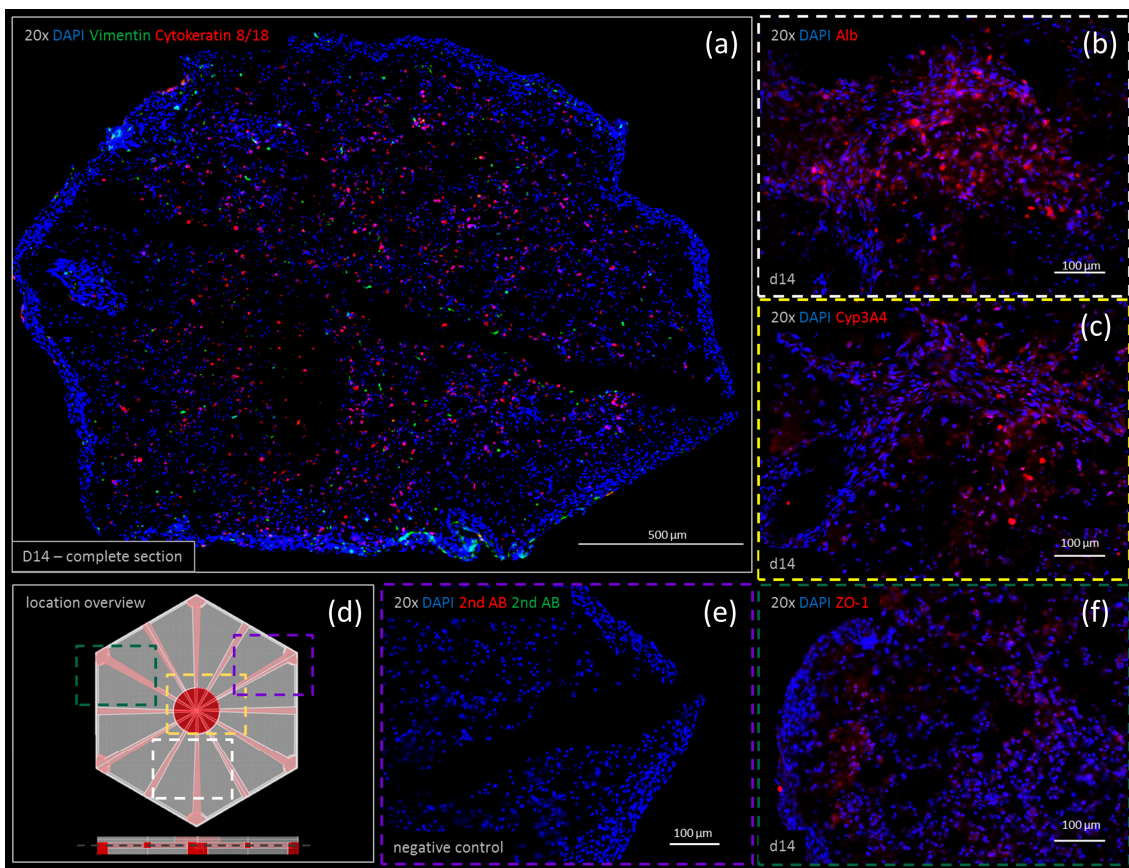 20x DAPI Vimentin Cytokeratin 8/18
(a)
500 µm
D14 – complete section
20x DAPI Alb
(b)
100 µm
d14
20x DAPI Cyp3A4
(c)
100 µm
d14
location overview
(d)
20x DAPI 2nd AB 2nd AB
(e)
100 µm
negative control
20x DAPI ZO-1
(f)
100 µm
d14